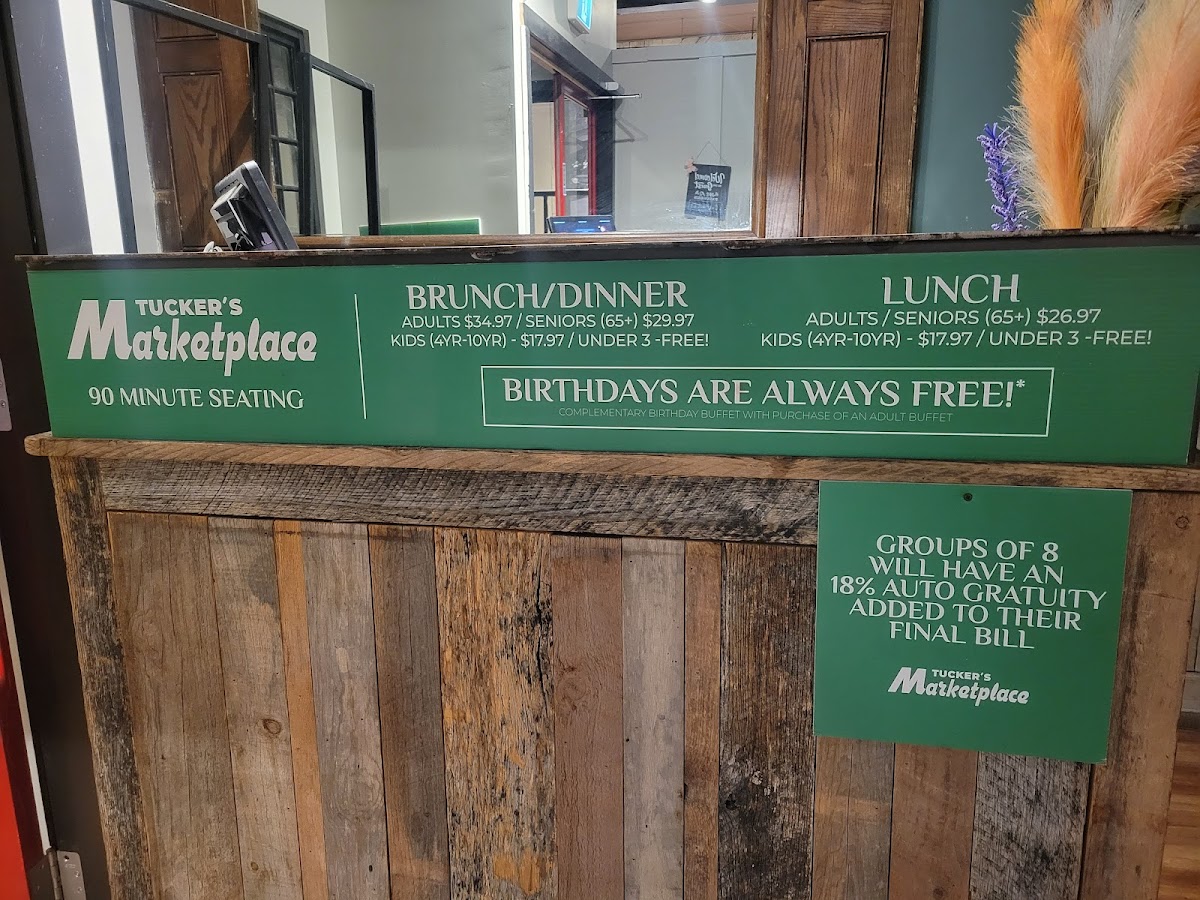 TUCKER'S
Marketplace
90 MINUTE SEATING
BRUNCH/DINNER
ADULTS $34.97 / SENIORS (65+) $29.97
KIDS (4YR-10YR) - $17.97 / UNDER 3 -FREE!
LUNCH
ADULTS / SENIORS (65+) $26.97
KIDS (4YR-10YR) - $17.97 / UNDER 3 -FREE!
BIRTHDAYS ARE ALWAYS FREE!*
COMPLEMENTARY BIRTHDAY BUFFET WITH PURCHASE OF AN ADULT BUFFET
GROUPS OF 8
WILL HAVE AN
18% AUTO GRATUITY
ADDED TO THEIR
FINAL BILL
TUCKER'S
Marketplace